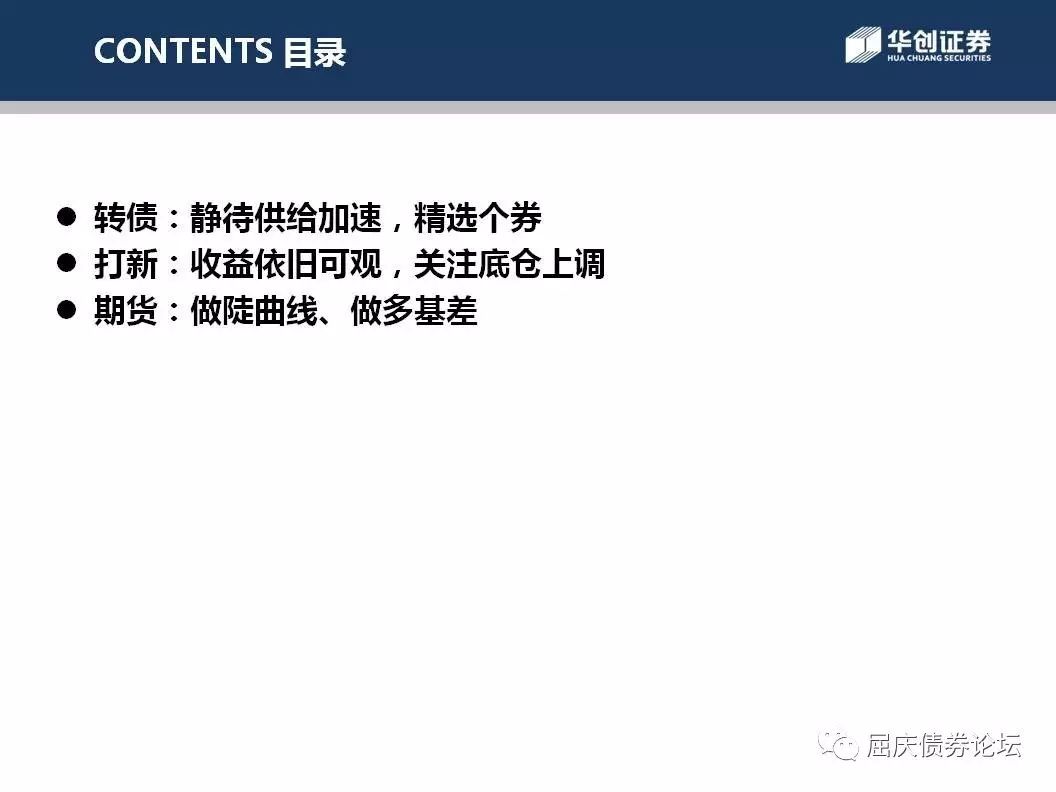 CONTENTS 目录
华创证券
HUA CHUANG SECURITIES
转债：静待供给加速，精选个券
打新：收益依旧可观，关注底仓上调
期货：做陡曲线、做多基差
屈庆债券论坛